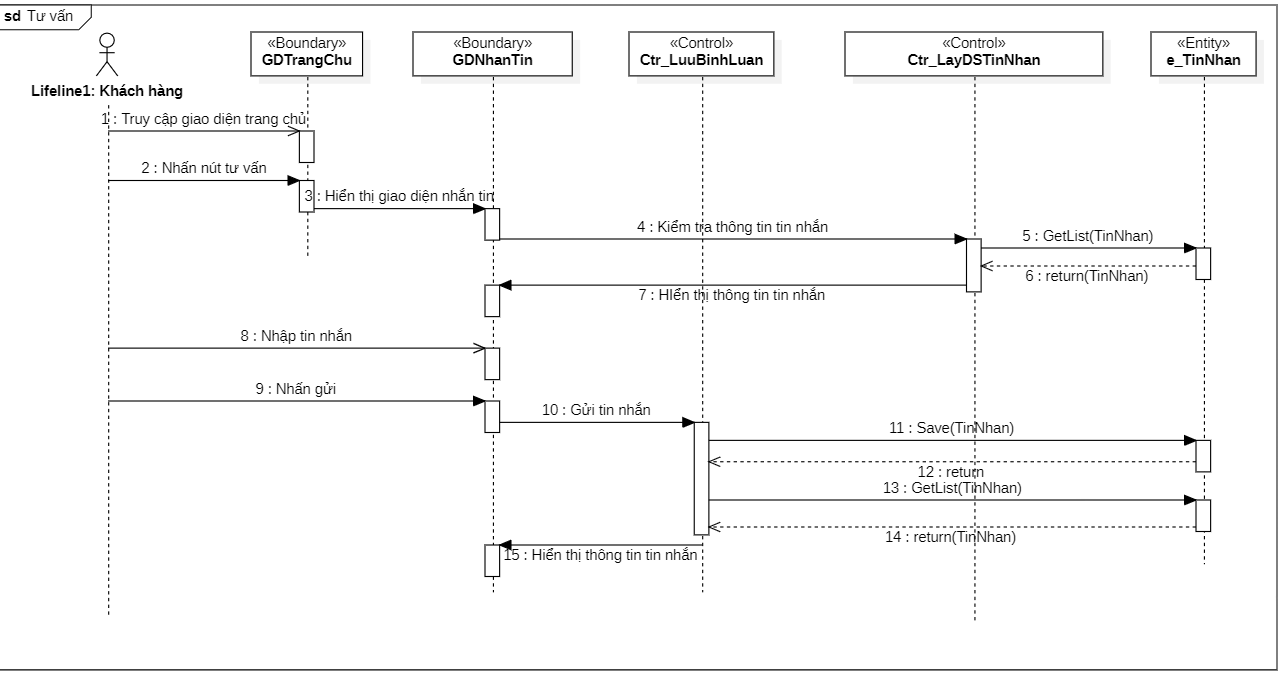 sd Tư vấn
«Boundary»
GDTrangChu
«Boundary»
GDNhanTin
«Control»
Ctr_LuuBinhLuan
«Control»
Ctr_LayDSTinNhan
«Entity»
e_TinNhan
Lifeline1: Khách hàng
1 : Truy cập giao diện trang chủ
2 : Nhấn nút tư vấn
3 : Hiển thị giao diện nhắn tin
4 : Kiểm tra thông tin tin nhắn
5 : GetList(TinNhan)
6 : return(TinNhan)
7 : HIển thị thông tin tin nhắn
8 : Nhập tin nhắn
9 : Nhấn gửi
10 : Gửi tin nhắn
11 : Save(TinNhan)
12 : return
13 : GetList(TinNhan)
14 : return(TinNhan)
15 : Hiển thị thông tin tin nhắn